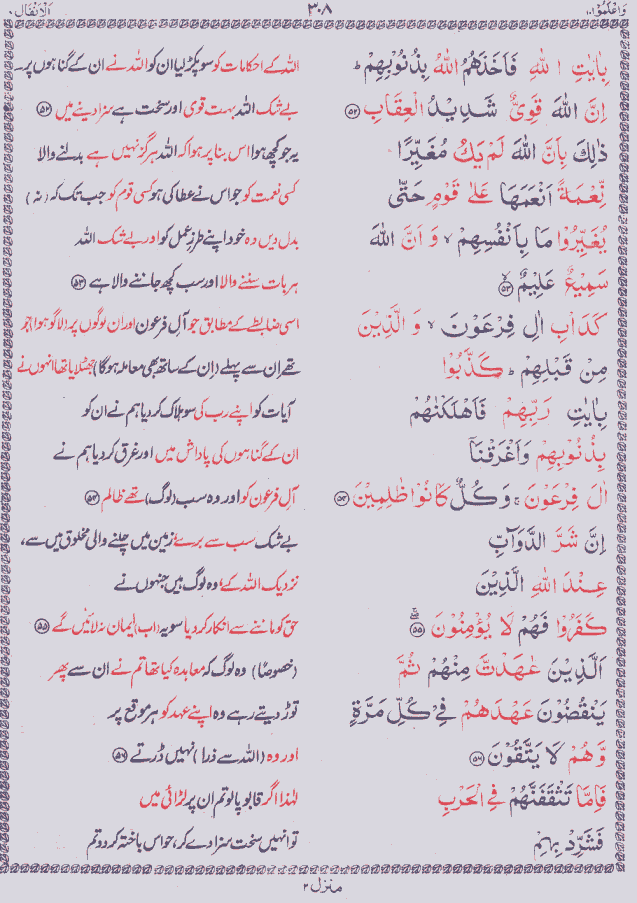 وَاعْلَمُوْٓا ۱۰ ۳۰۸ اَلْاَنْفَال ۸
بِاٰيٰتِ اللّٰهِ فَاَخَذَهُمُ اللّٰهُ بِذُنُوْبِهِمْ ؕ اللہ کے احکامات کو سو پکڑ لیا ان کو اللہ نے ان کے گناہوں پر۔
اِنَّ اللّٰهَ قَوِيٌّ شَدِيْدُ الْعِقَابِ ﴿۵۲﴾ بے شک اللہ بہت قوی اور سخت ہے سزا دینے میں ﴿۵۲﴾
ذٰلِكَ بِاَنَّ اللّٰهَ لَمْ يَكُ مُغَيِّرًا یہ جو کچھ ہوا اس بنا پر ہوا کہ اللہ ہرگز نہیں ہے بدلنے والا
نِّعْمَةً اَنْعَمَهَا عَلٰى قَوْمٍ حَتّٰى کسی نعمت کو جو اس نے عطا کی ہو کسی قوم کو جب تک کہ (نہ)
يُغَيِّرُوْا مَا بِاَنْفُسِهِمْ ۙ وَ اَنَّ اللّٰهَ بدل دیں وہ خود اپنے طرزِ عمل کو اور بے شک اللہ
سَمِيْعٌ عَلِيْمٌ ﴿۵۳﴾ ہر بات سننے والا اور سب کچھ جاننے والا ہے ﴿۵۳﴾
كَدَاْبِ اٰلِ فِرْعَوْنَ ۙ وَ الَّذِيْنَ اسی ضابطے کے مطابق جو آلِ فرعون اور ان لوگوں پر (لاگو ہوا) جو
مِنْ قَبْلِهِمْ ؕ كَذَّبُوْا تھے ان سے پہلے (ان کے ساتھ بھی معاملہ ہوگا) جھٹلایا تھا انہوں نے
بِاٰيٰتِ رَبِّهِمْ فَاَهْلَكْنٰهُمْ آیات کو اپنے رب کی سو ہلاک کر دیا ہم نے ان کو
بِذُنُوْبِهِمْ وَاَغْرَقْنَاۤ ان کے گناہوں کی پاداش میں اور غرق کر دیا ہم نے
اٰلَ فِرْعَوْنَ ۚ وَكُلٌّ كَانُوْا ظٰلِمِيْنَ ﴿۵۴﴾ آلِ فرعون کو اور وہ سب (لوگ) تھے ظالم ﴿۵۴﴾
اِنَّ شَرَّ الدَّوَآبِّ بے شک سب سے برے زمین میں چلنے والی مخلوق میں سے،
عِنْدَ اللّٰهِ الَّذِيْنَ نزدیک اللہ کے، وہ لوگ ہیں جنہوں نے
كَفَرُوْا فَهُمْ لَا يُؤْمِنُوْنَ ﴿۵۵﴾ حق کو ماننے سے انکار کر دیا سو یہ (اب) ایمان نہ لائیں گے ﴿۵۵﴾
اَلَّذِيْنَ عٰهَدْتَّ مِنْهُمْ ثُمَّ (خصوصًا) وہ لوگ کہ معاہدہ کیا تھا تم نے ان سے پھر
يَنْقُضُوْنَ عَهْدَهُمْ فِيْ كُلِّ مَرَّةٍ توڑ دیتے رہے وہ اپنے عہد کو ہر موقع پر
وَّهُمْ لَا يَتَّقُوْنَ ﴿۵۶﴾ اور وہ (اللہ سے ذرا) نہیں ڈرتے ﴿۵۶﴾
فَاِمَّا تَثْقَفَنَّهُمْ فِي الْحَرْبِ لہٰذا اگر قابو پا لو تم ان پر لڑائی میں
فَشَرِّدْ بِهِمْ تو انہیں سخت سزا دے کر، حواس باختہ کر دو تم
منزل ۲